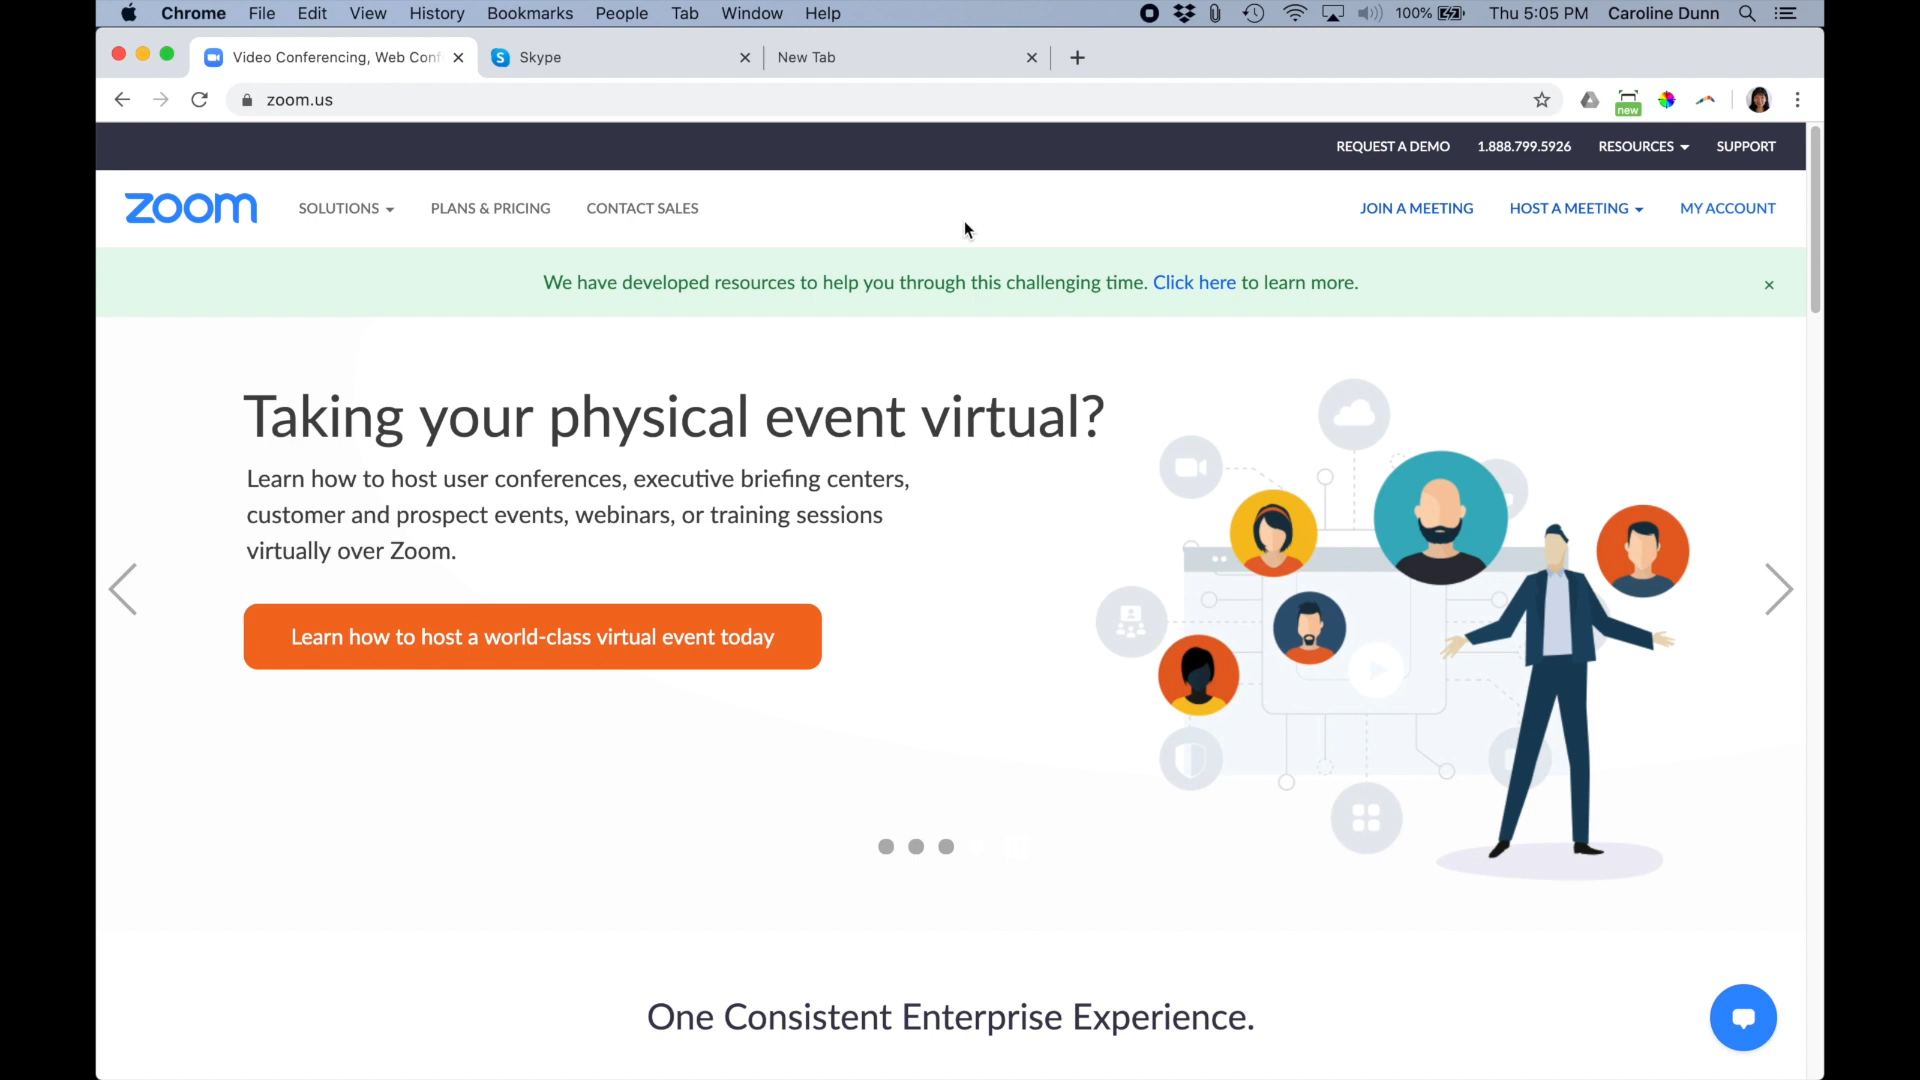 Chrome File Edit View History Bookmarks People Tab Window Help 100% Thu 5:05 PM Caroline Dunn
Video Conferencing, Web Conf Skype New Tab
zoom.us
new
REQUEST A DEMO 1.888.799.5926 RESOURCES SUPPORT
zoom SOLUTIONS PLANS & PRICING CONTACT SALES JOIN A MEETING HOST A MEETING MY ACCOUNT
We have developed resources to help you through this challenging time. Click here to learn more.
Taking your physical event virtual?
Learn how to host user conferences, executive briefing centers,
customer and prospect events, webinars, or training sessions
virtually over Zoom.
Learn how to host a world-class virtual event today
One Consistent Enterprise Experience.